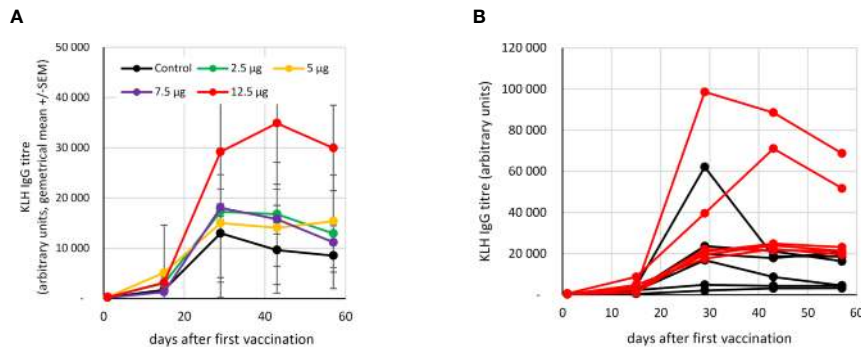 A
KLH IgG titre
(arbitrary units, gemetrical mean +/-SEM)
50 000
40 000
30 000
20 000
10 000
-
Control
2.5 µg
5 µg
7.5 µg
12.5 µg
0
20
40
60
days after first vaccination
B
KLH IgG titre (arbitrary units)
120 000
100 000
80 000
60 000
40 000
20 000
-
0
10
20
30
40
50
60
days after first vaccination